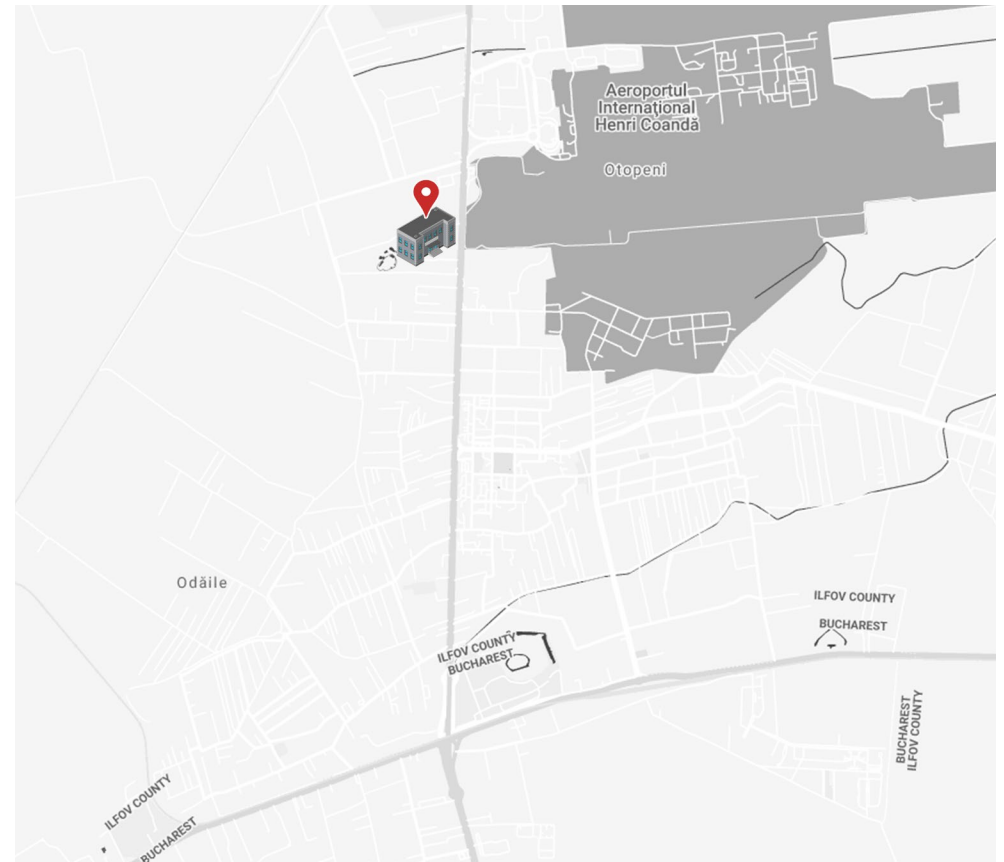 Aeroportul
Internațional
Henri Coandă
Otopeni
Odăile
ILFOV COUNTY
BUCHAREST
ILFOV COUNTY
BUCHAREST
BUCHAREST
ILFOV COUNTY
ILFOV COUNTY
BUCHAREST